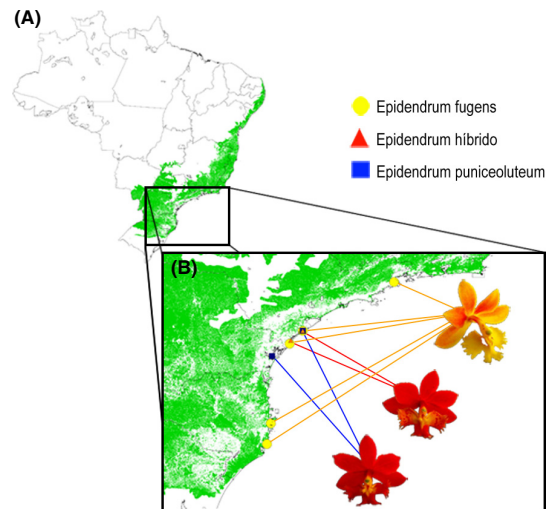 (A)
Epidendrum fugens
Epidendrum híbrido
Epidendrum puniceoluteum
(B)